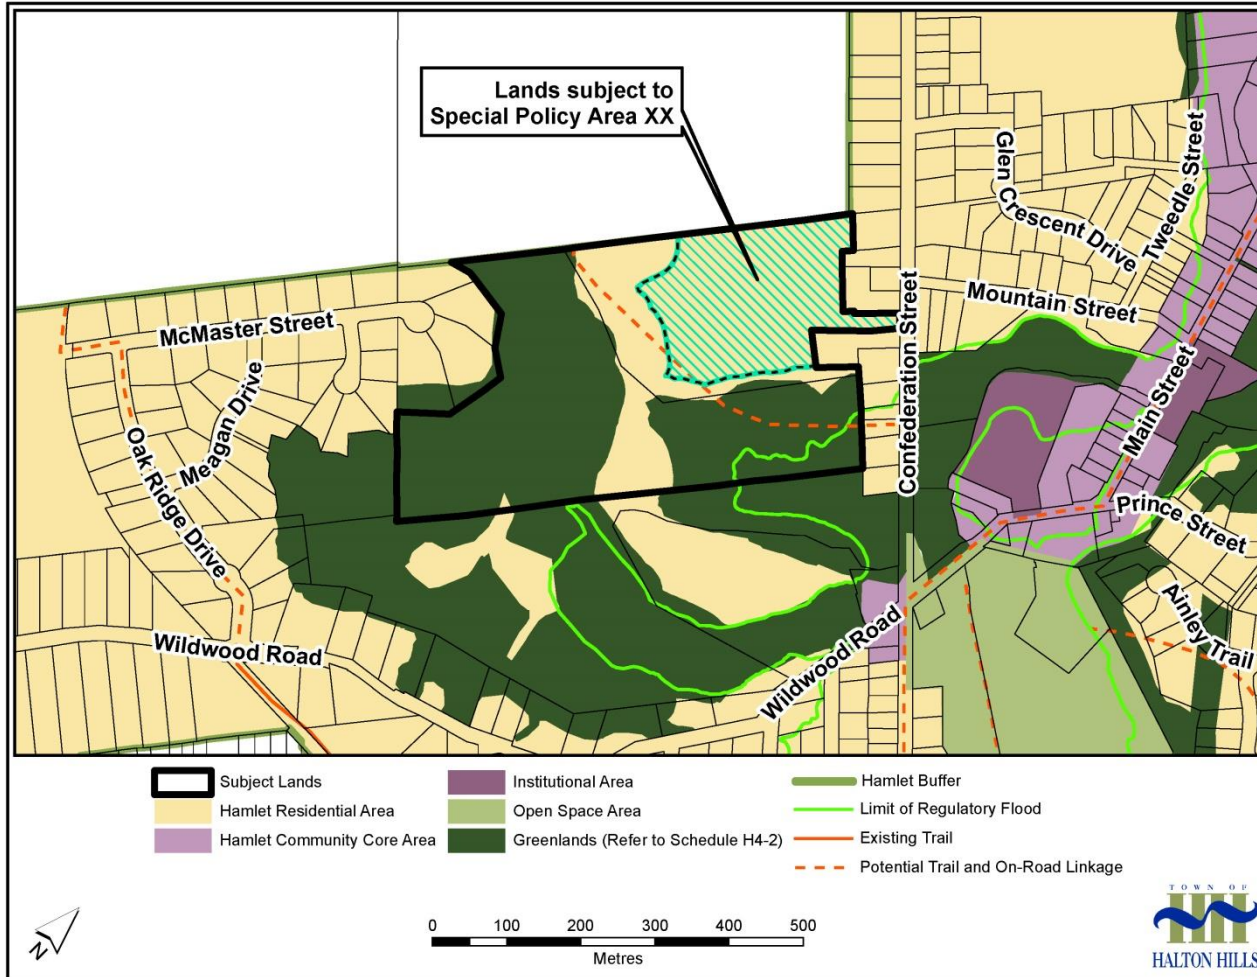 Lands subject to
Special Policy Area XX
Glen
Crescent Drive
Tweedle Street
Mountain Street
Confederation Street
Main Street
McMaster Street
Meagan Drive
Oak Ridge Drive
Prince Street
Ainley Trail
Wildwood Road
Wildwood Road
Subject Lands
Hamlet Residential Area
Hamlet Community Core Area
Institutional Area
Open Space Area
Greenlands (Refer to Schedule H4-2)
Hamlet Buffer
Limit of Regulatory Flood
Existing Trail
Potential Trail and On-Road Linkage
N
0 100 200 300 400 500
Metres
TOWN OF
HALTON HILLS